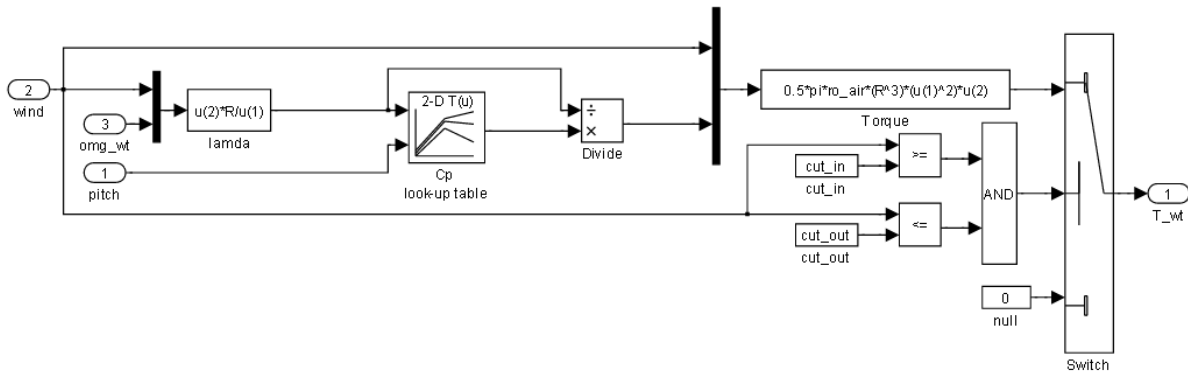 2
wind
3
omg_wt
1
pitch
u(2)*R/u(1)
lamda
2-D T(u)
Cp
look-up table
÷
×
Divide
0.5*pi*ro_air*(R^3)*(u(1)^2)*u(2)
Torque
cut_in
cut_in
>=
cut_out
cut_out
<=
AND
0
null
Switch
1
T_wt